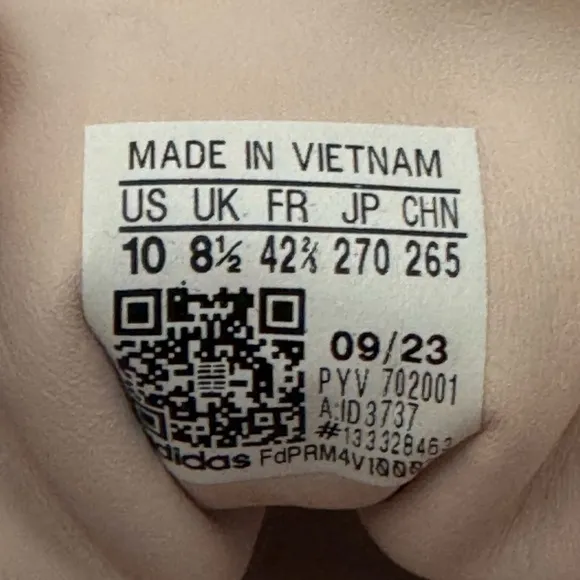 MADE IN VIETNAM
US UK FR JP CHN
10 8½ 42⅔ 270 265
09/23
PYV 702001
A:ID3737
adidas